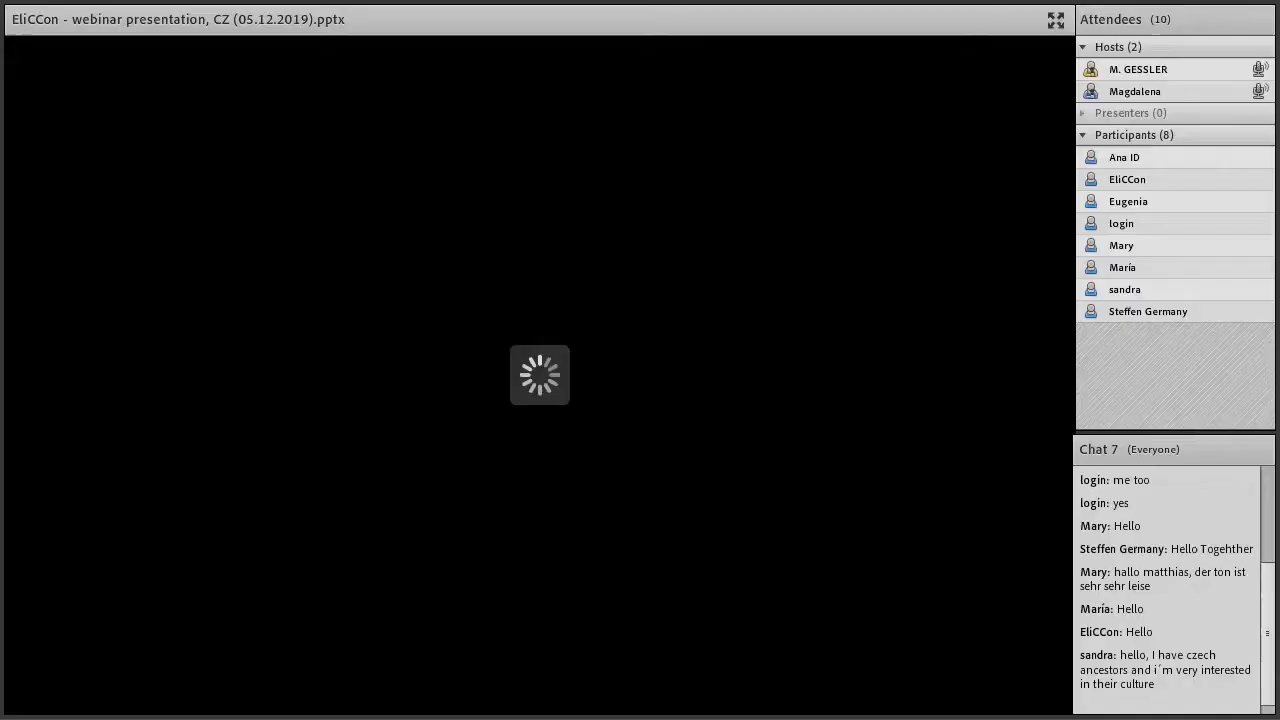 EliCCon - webinar presentation, CZ (05.12.2019).pptx
Attendees (10)
Hosts (2)
M. GESSLER
Magdalena
Presenters (0)
Participants (8)
Ana ID
EliCCon
Eugenia
login
Mary
María
sandra
Steffen Germany
Chat 7 (Everyone)
login: me too
login: yes
Mary: Hello
Steffen Germany: Hello Togehther
Mary: hallo matthias, der ton ist
sehr sehr leise
María: Hello
EliCCon: Hello
sandra: hello, I have czech
ancestors and i´m very interested
in their culture